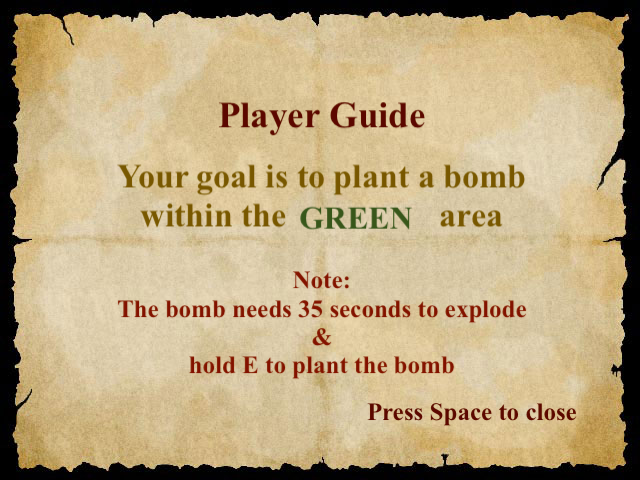 Player Guide
Your goal is to plant a bomb
within the GREEN area
Note:
The bomb needs 35 seconds to explode
&
hold E to plant the bomb
Press Space to close